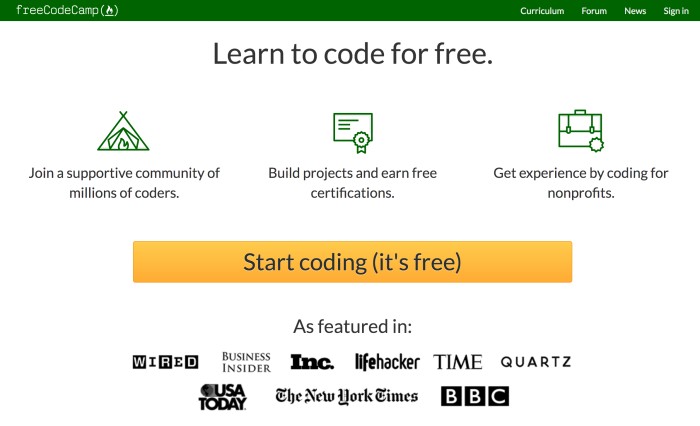 freeCodeCamp
Curriculum Forum News Sign in
Learn to code for free.
Join a supportive community of
millions of coders.
Build projects and earn free
certifications.
Get experience by coding for
nonprofits.
Start coding (it's free)
As featured in:
WIRED BUSINESS INSIDER Inc. lifehacker TIME QUARTZ
USA TODAY The New York Times BBC